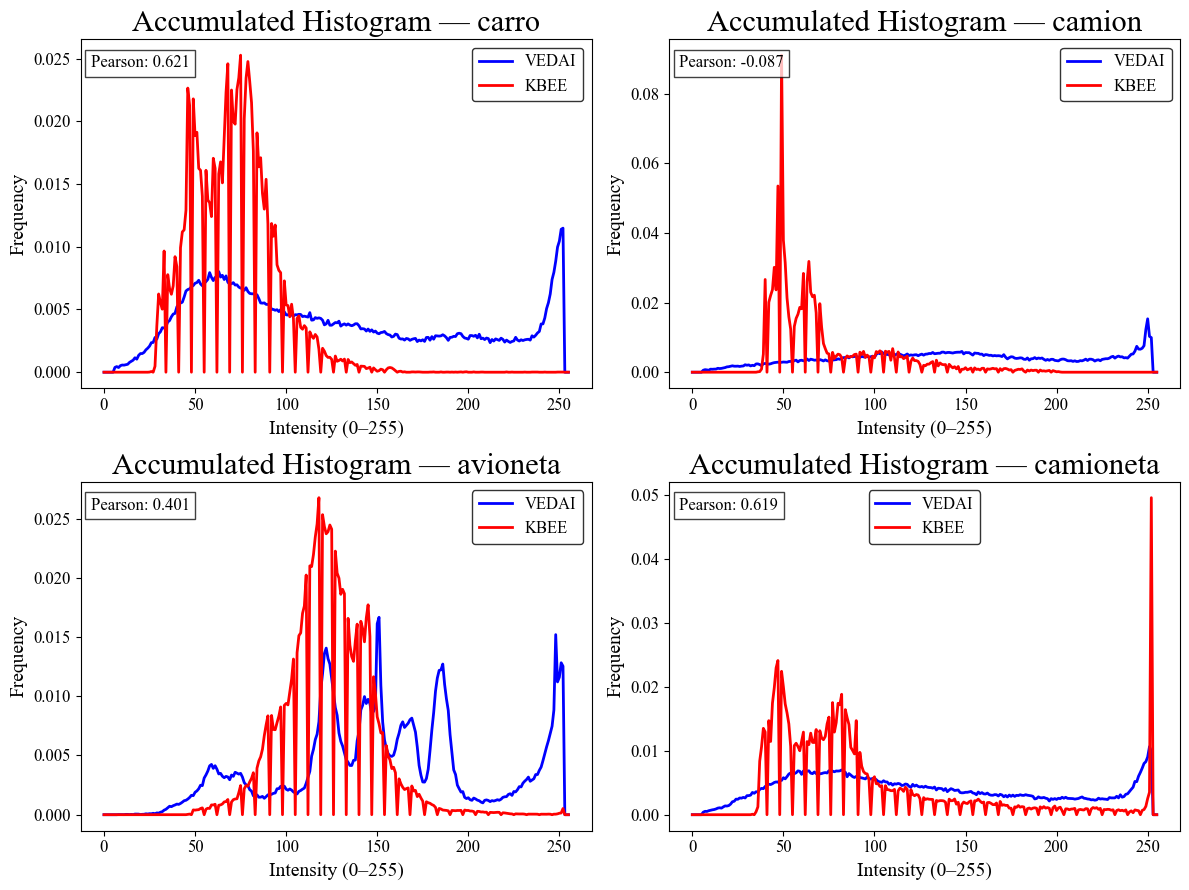 Accumulated Histogram — carro
Pearson: 0.621
VEDAI
KBEE
0.025
0.020
0.015
0.010
0.005
0.000
Frequency
0 50 100 150 200 250
Intensity (0–255)
Accumulated Histogram — camion
Pearson: -0.087
VEDAI
KBEE
0.08
0.06
0.04
0.02
0.00
Frequency
0 50 100 150 200 250
Intensity (0–255)
Accumulated Histogram — avioneta
Pearson: 0.401
VEDAI
KBEE
0.025
0.020
0.015
0.010
0.005
0.000
Frequency
0 50 100 150 200 250
Intensity (0–255)
Accumulated Histogram — camioneta
Pearson: 0.619
VEDAI
KBEE
0.05
0.04
0.03
0.02
0.01
0.00
Frequency
0 50 100 150 200 250
Intensity (0–255)